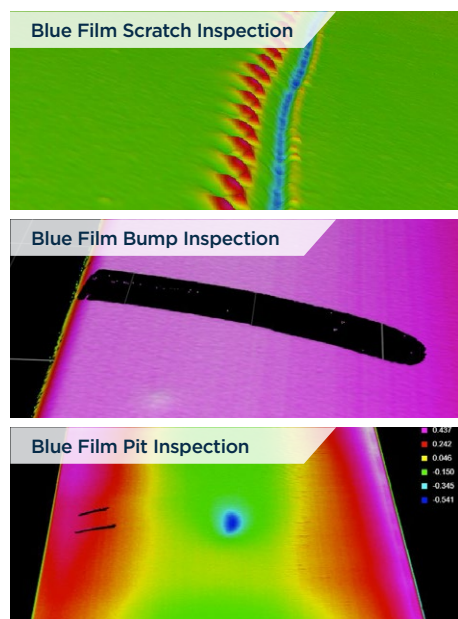 Blue Film Scratch Inspection
Blue Film Bump Inspection
Blue Film Pit Inspection
0.437
0.242
0.046
-0.150
-0.345
-0.541